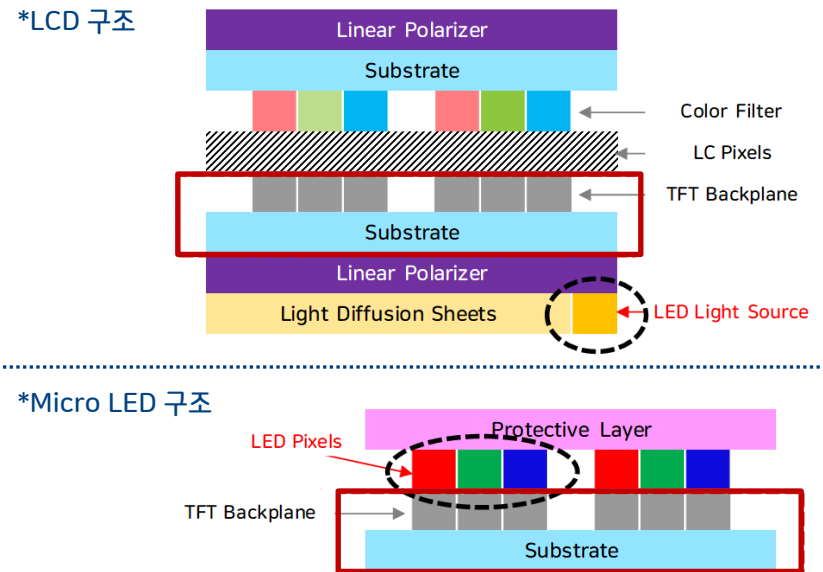 *LCD 구조
Linear Polarizer
Substrate
Color Filter
LC Pixels
TFT Backplane
Substrate
Linear Polarizer
Light Diffusion Sheets
LED Light Source
*Micro LED 구조
Protective Layer
LED Pixels
TFT Backplane
Substrate